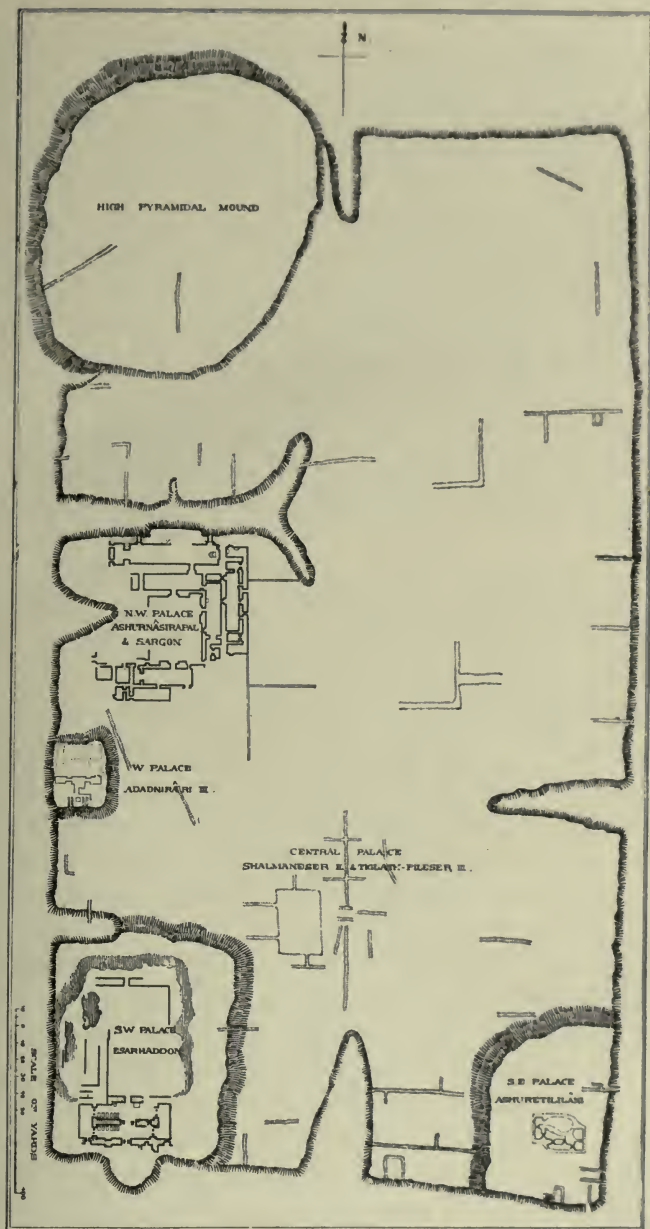 N.
HIGH PYRAMIDAL MOUND
N.W. PALACE
ASHURNÂSIRAPAL
& SARGON
W PALACE
ADADNIRÂRI III.
CENTRAL PALACE
SHALMANESER II. & TIGLATH-PILESER III.
S.W PALACE
ESARHADDON
S.E PALACE
ASHURETILILÂNI
SCALE OF YARDS